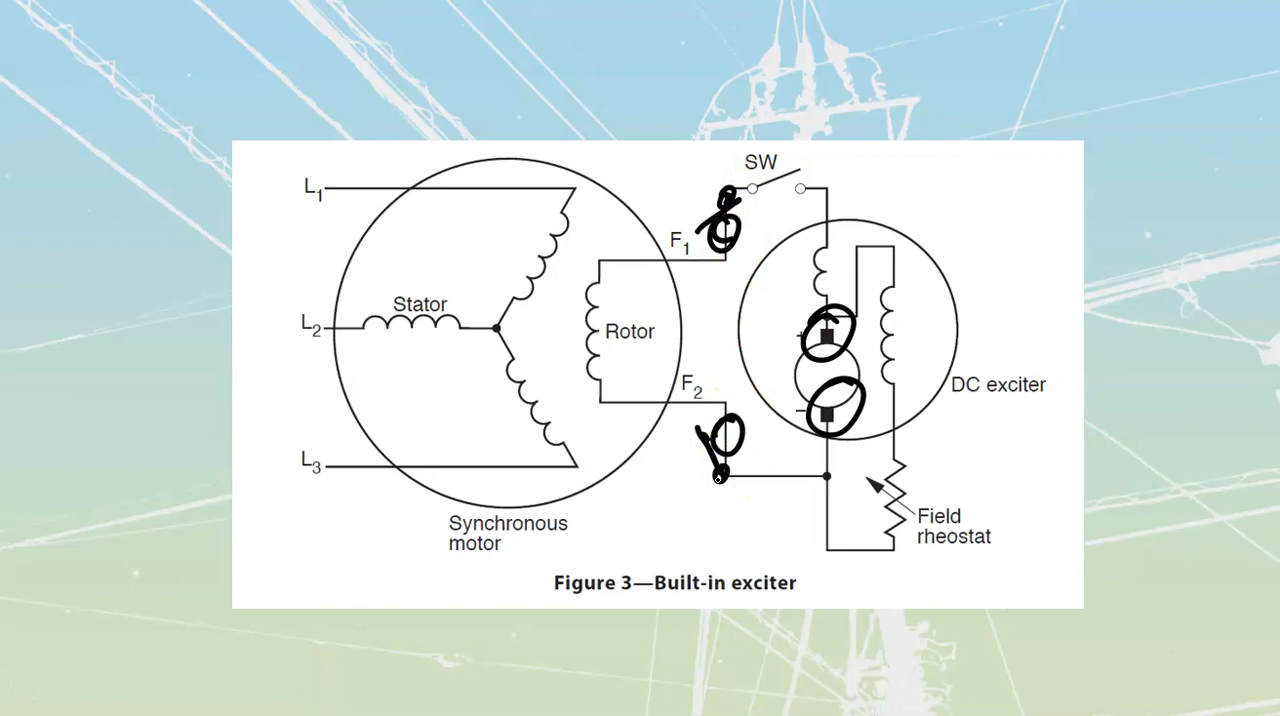 SW
L1
F1
Stator
L2
Rotor
F2
DC exciter
L3
Field
rheostat
Synchronous
motor
+
−
Figure 3—Built-in exciter